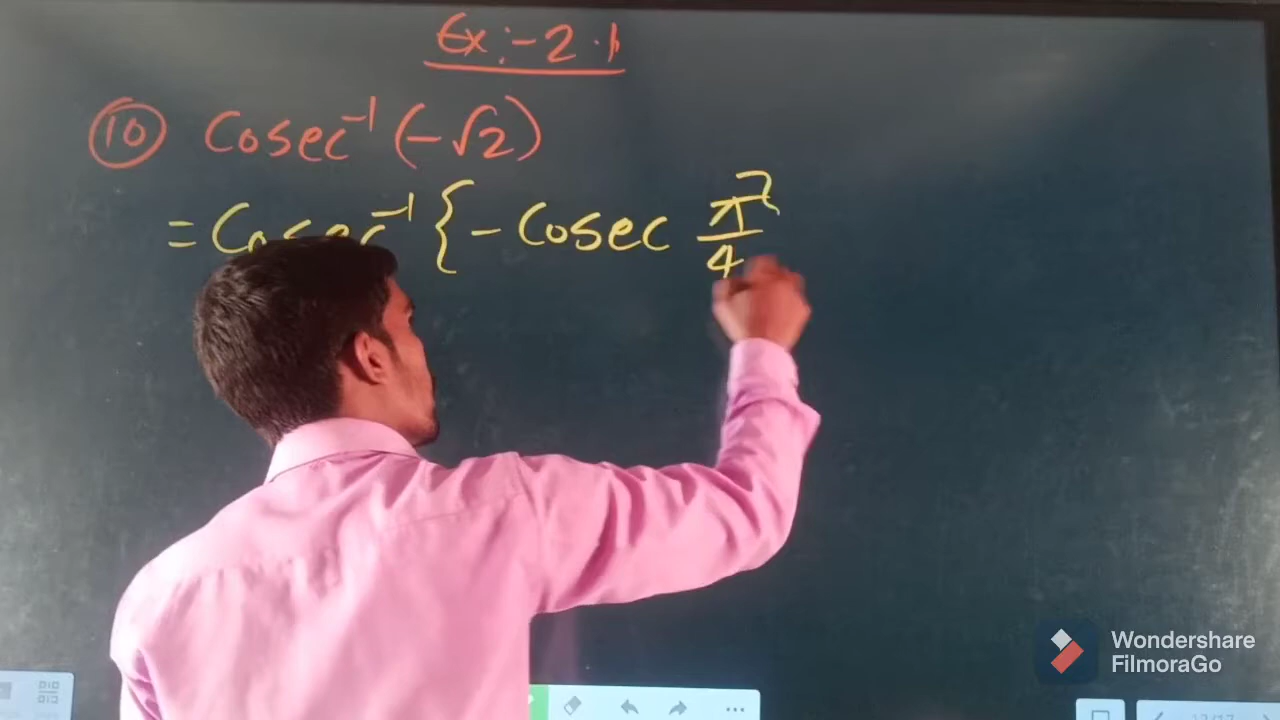 Ex:-2.1
10 Cosec⁻¹(-√2)
= Cosec⁻¹{-Cosec π/4
Wondershare
FilmoraGo